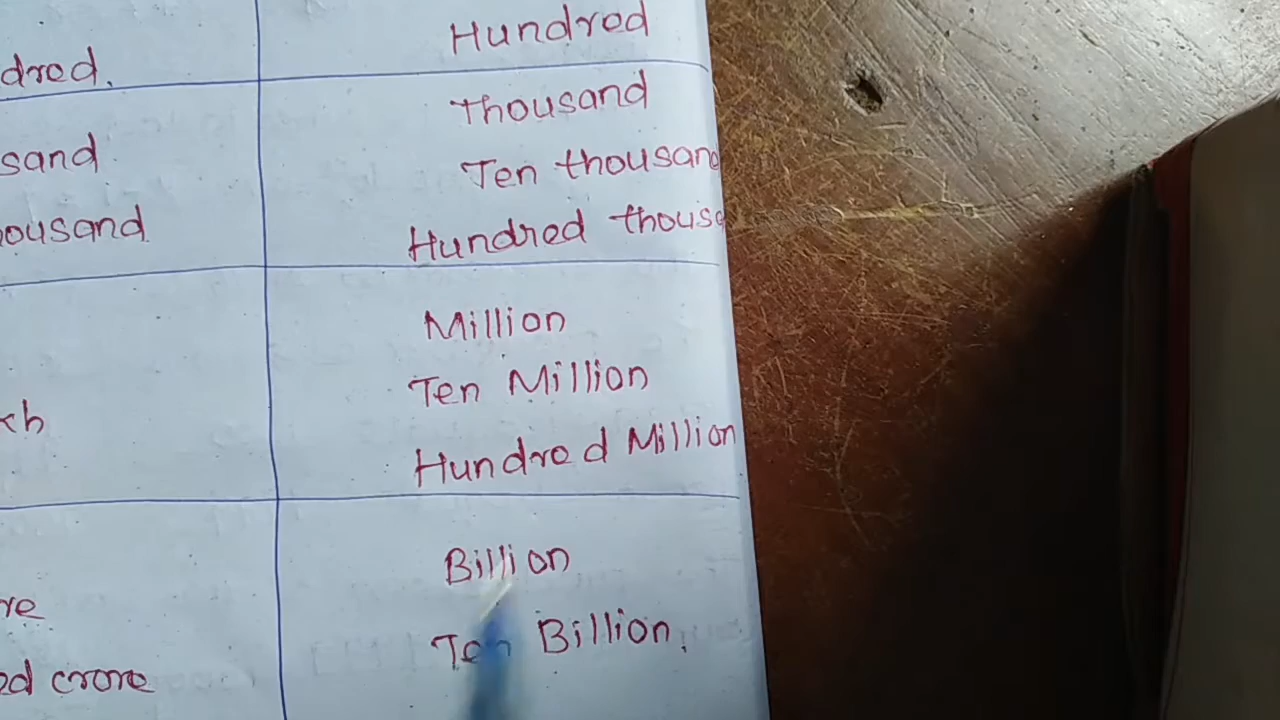 Hundred
dred.
Thousand
sand
Ten thousand
ousand
Hundred thous
Million
Ten Million
Hundred Million
Billion
re
Ten Billion.
ed crore